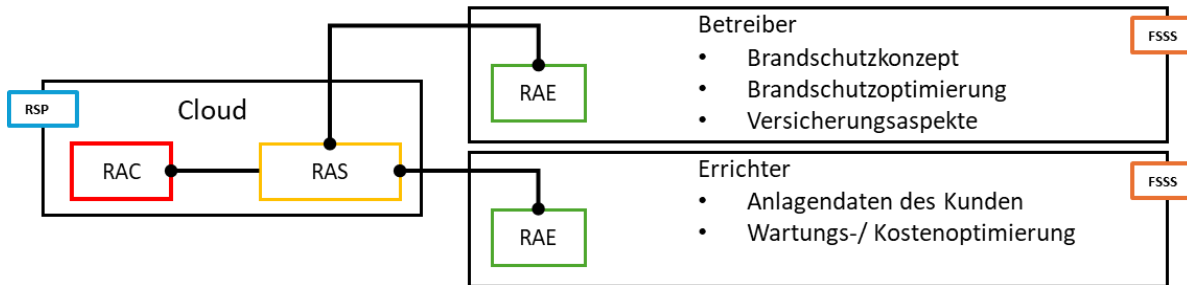 Betreiber
FSSS
• Brandschutzkonzept
• Brandschutzoptimierung
• Versicherungsaspekte
RAE
RSP
Cloud
RAC
RAS
Errichter
FSSS
• Anlagendaten des Kunden
• Wartungs-/ Kostenoptimierung
RAE